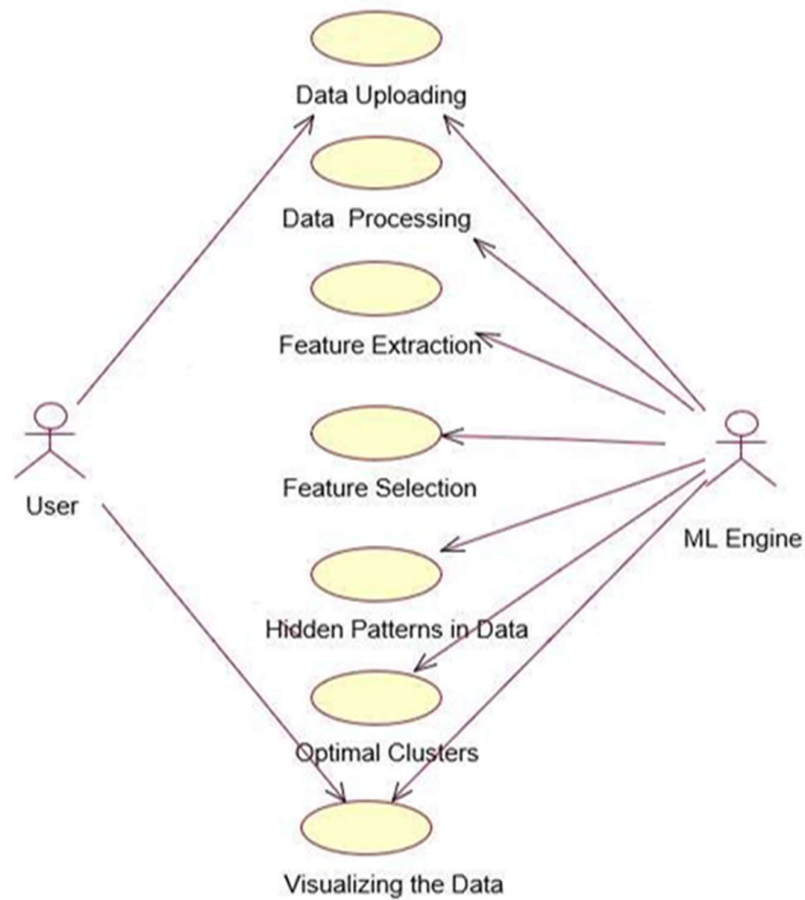 Data Uploading
Data  Processing
Feature Extraction
User
Feature Selection
ML Engine
Hidden Patterns in Data
Optimal Clusters
Visualizing the Data